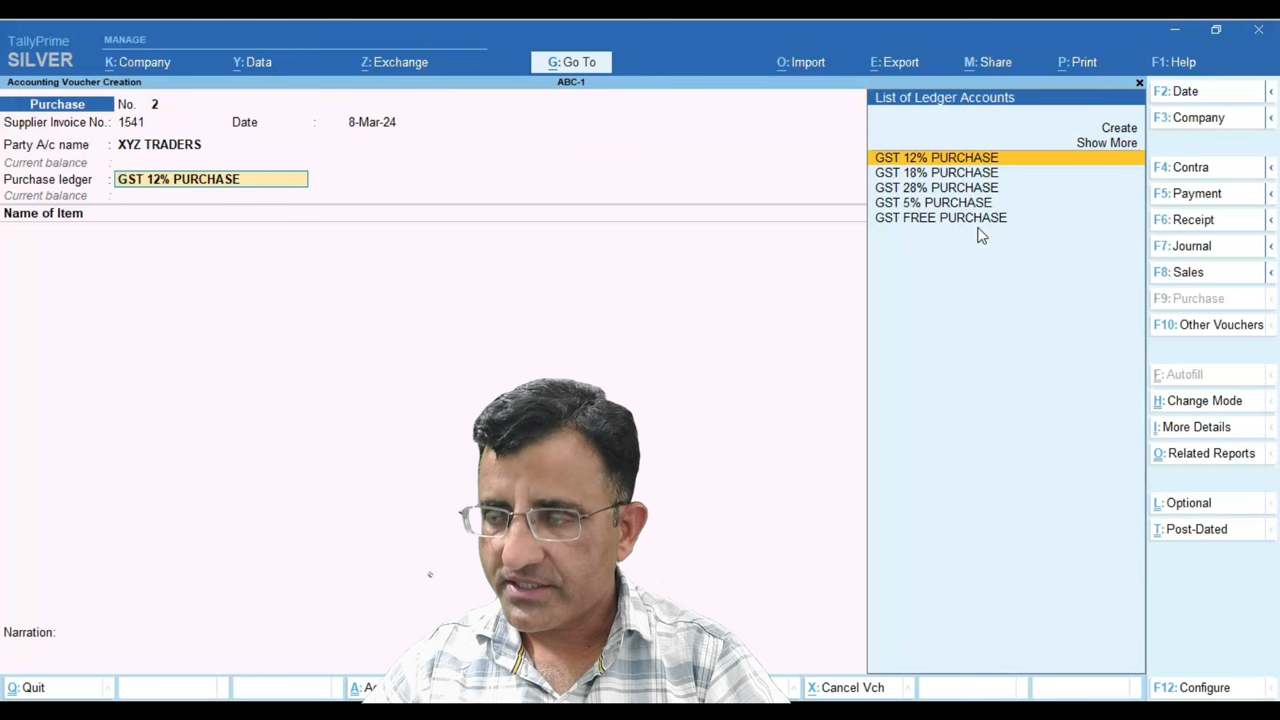 TallyPrime
MANAGE
SILVER
K: Company
Y: Data
Z: Exchange
G: Go To
O: Import
E: Export
M: Share
P: Print
F1: Help
Accounting Voucher Creation
ABC-1
Purchase No. 2
Supplier Invoice No.: 1541 Date : 8-Mar-24
Party A/c name : XYZ TRADERS
Current balance :
Purchase ledger : GST 12% PURCHASE
Current balance :
Name of Item
Narration:
List of Ledger Accounts
Create
Show More
GST 12% PURCHASE
GST 18% PURCHASE
GST 28% PURCHASE
GST 5% PURCHASE
GST FREE PURCHASE
F2: Date
F3: Company
F4: Contra
F5: Payment
F6: Receipt
F7: Journal
F8: Sales
F9: Purchase
F10: Other Vouchers
F: Autofill
H: Change Mode
I: More Details
O: Related Reports
L: Optional
T: Post-Dated
Q: Quit
A:
X: Cancel Vch
F12: Configure